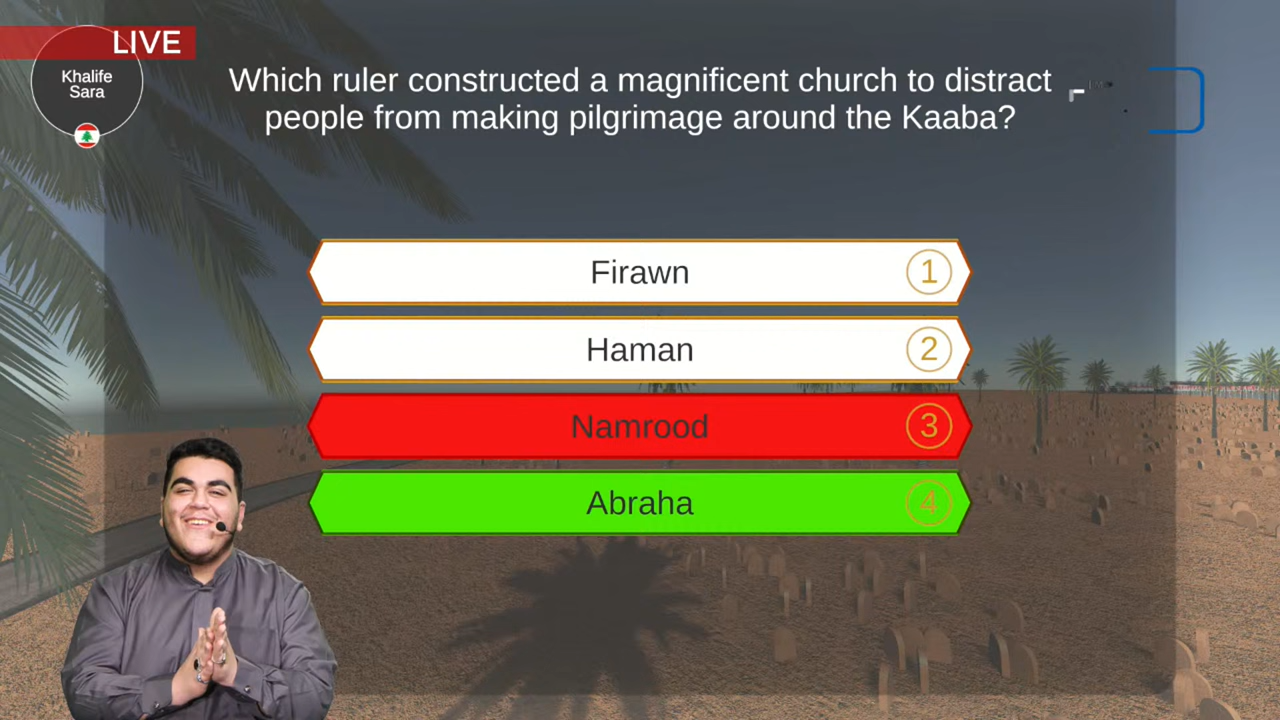 LIVE
Khalife
Sara
Which ruler constructed a magnificent church to distract
people from making pilgrimage around the Kaaba?
Firawn 1
Haman 2
Namrood 3
Abraha 4